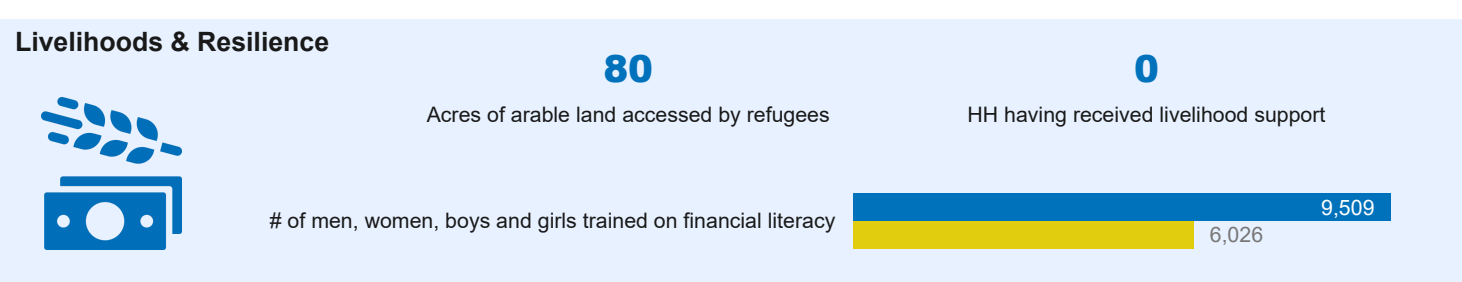 Livelihoods & Resilience
80
Acres of arable land accessed by refugees
0
HH having received livelihood support
# of men, women, boys and girls trained on financial literacy
9,509
6,026